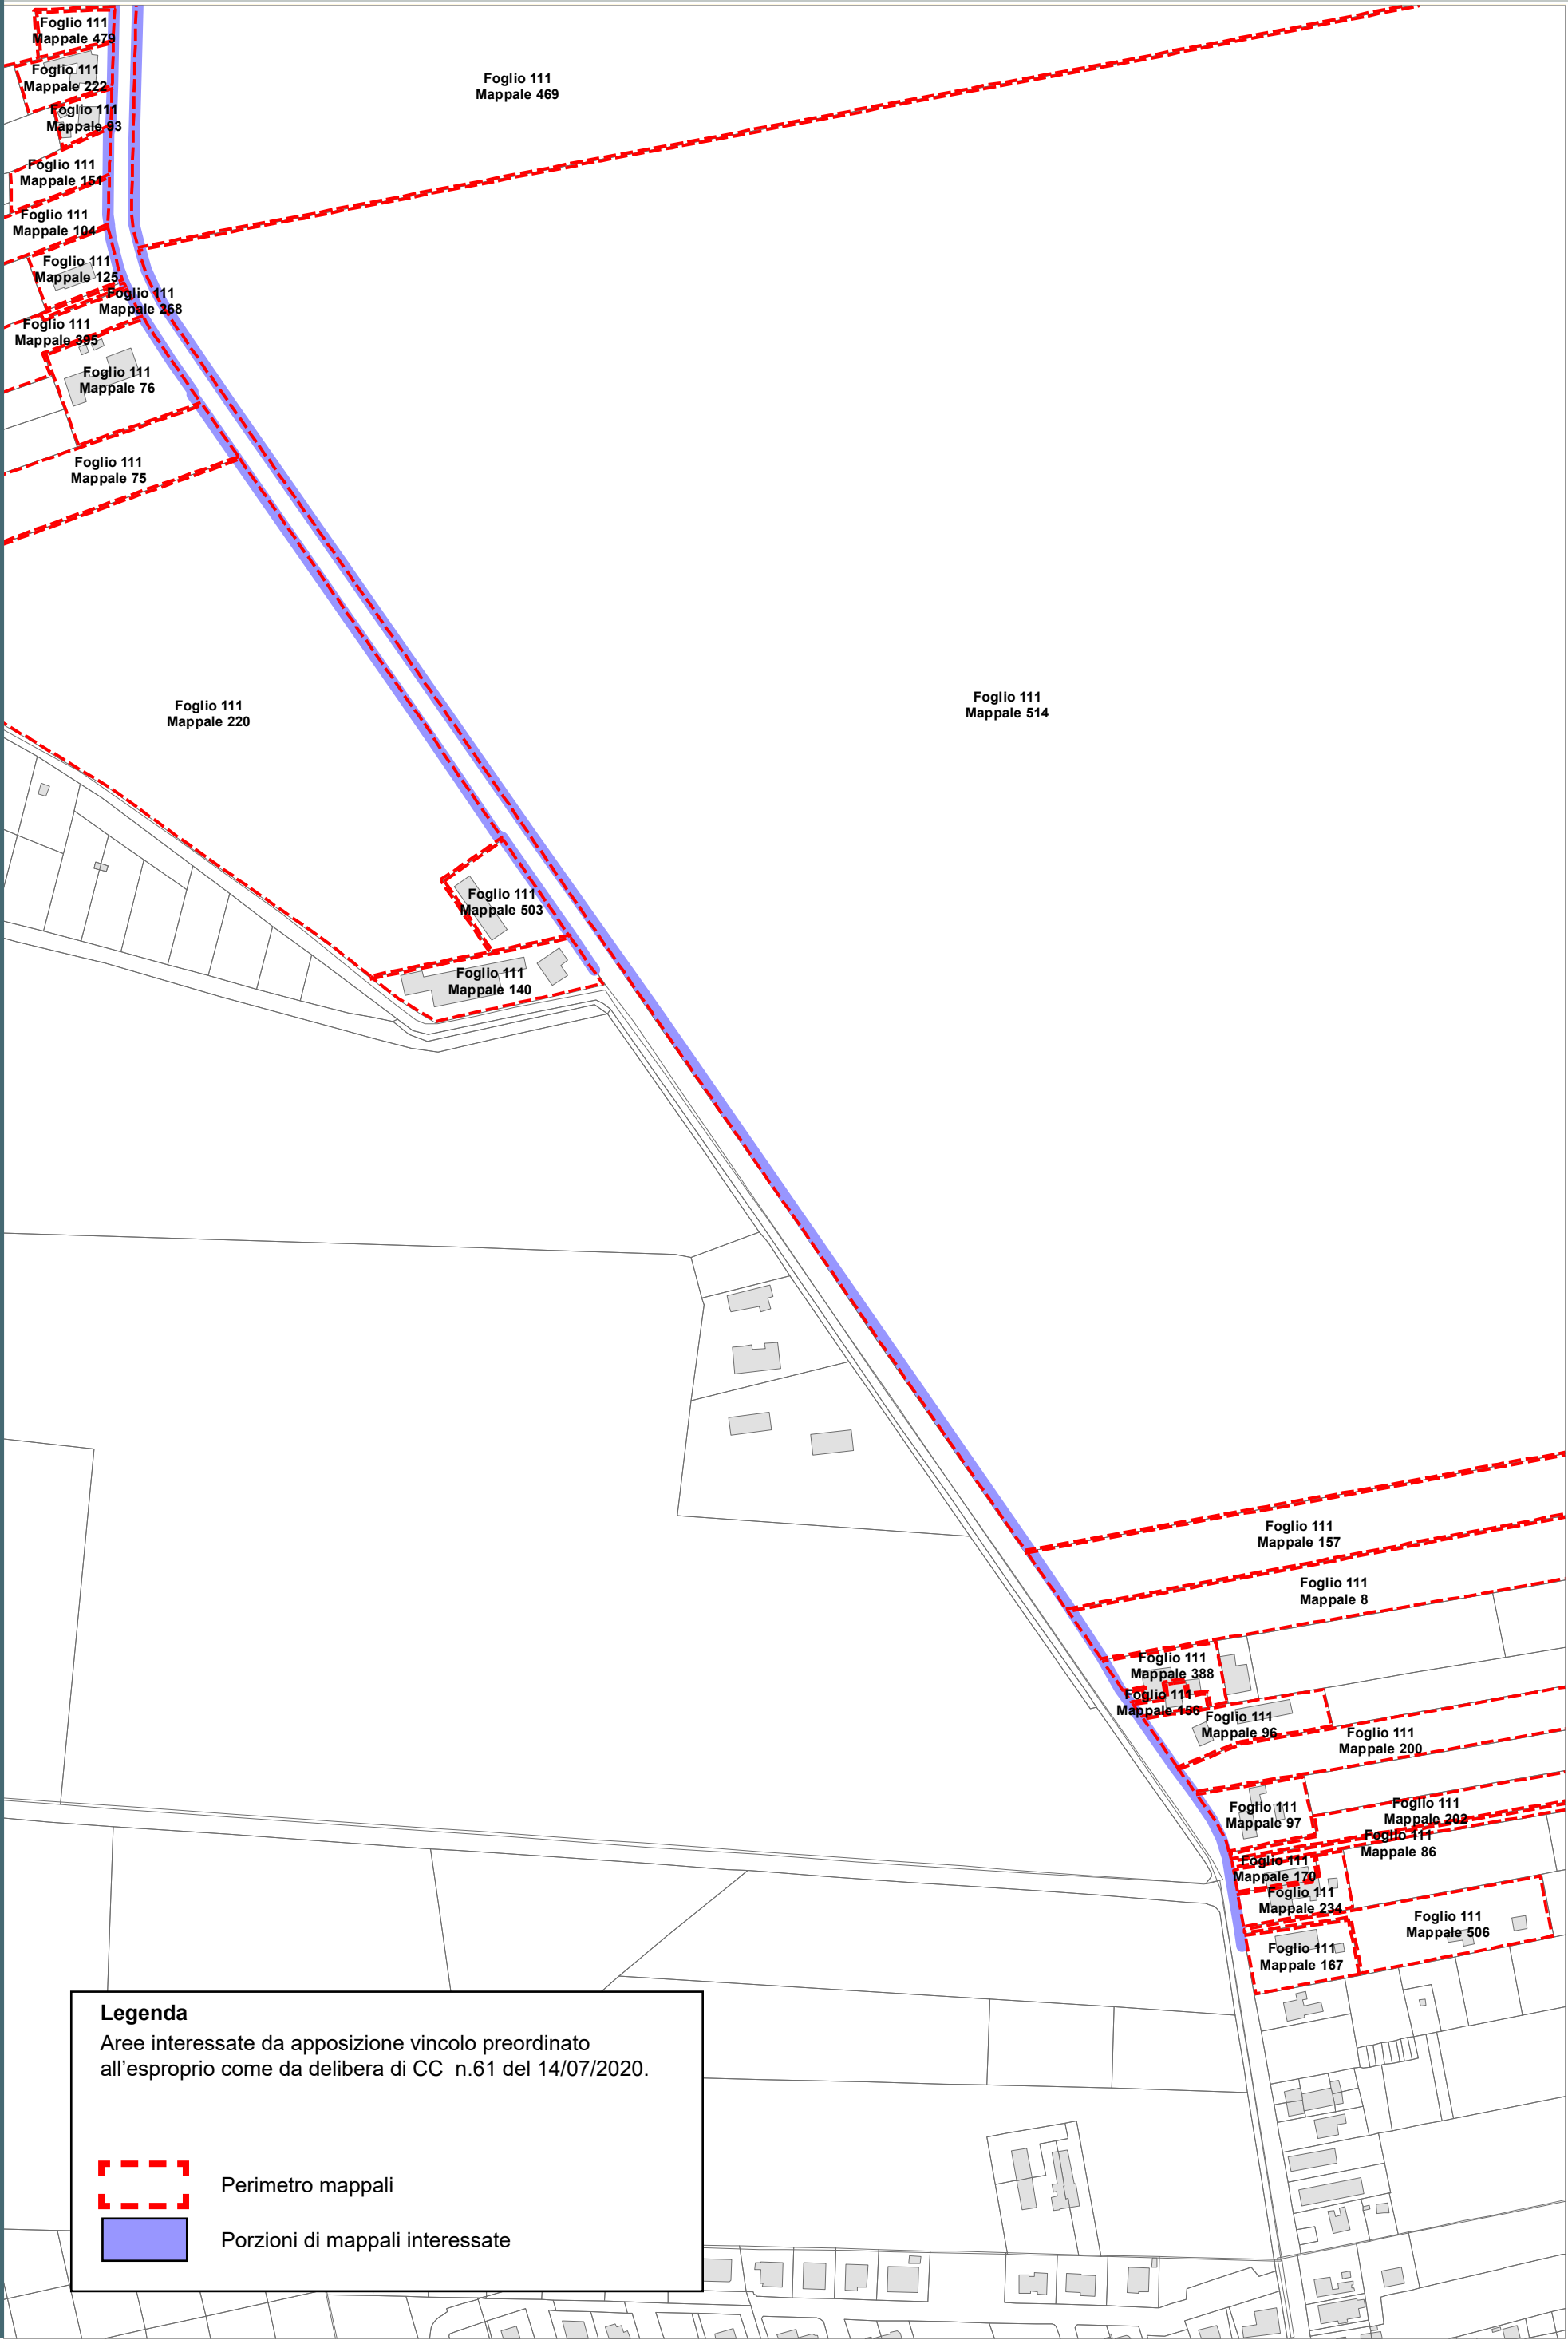 Foglio 111
Mappale 479
Foglio 111
Mappale 222
Foglio 111
Mappale 93
Foglio 111
Mappale 151
Foglio 111
Mappale 104
Foglio 111
Mappale 125
Foglio 111
Mappale 268
Foglio 111
Mappale 395
Foglio 111
Mappale 76
Foglio 111
Mappale 75
Foglio 111
Mappale 469
Foglio 111
Mappale 220
Foglio 111
Mappale 514
Foglio 111
Mappale 503
Foglio 111
Mappale 140
Foglio 111
Mappale 157
Foglio 111
Mappale 8
Foglio 111
Mappale 388
Foglio 111
Mappale 156
Foglio 111
Mappale 96
Foglio 111
Mappale 200
Foglio 111
Mappale 97
Foglio 111
Mappale 202
Foglio 111
Mappale 86
Foglio 111
Mappale 170
Foglio 111
Mappale 234
Foglio 111
Mappale 506
Foglio 111
Mappale 167
Legenda
Aree interessate da apposizione vincolo preordinato
all'esproprio come da delibera di CC n.61 del 14/07/2020.
Perimetro mappali
Porzioni di mappali interessate